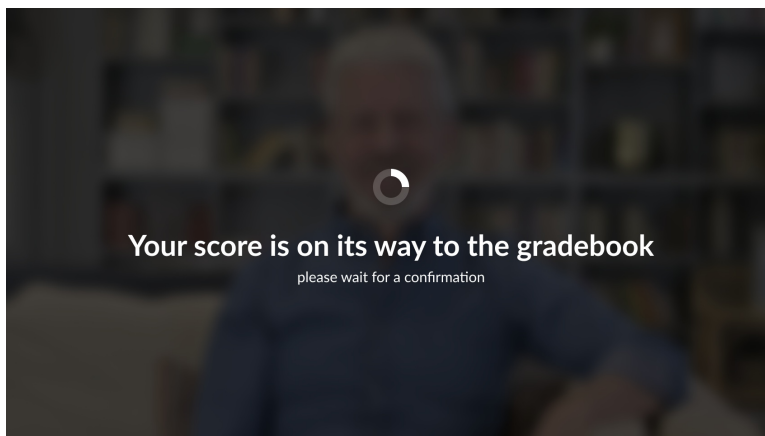 Your score is on its way to the gradebook
please wait for a confirmation